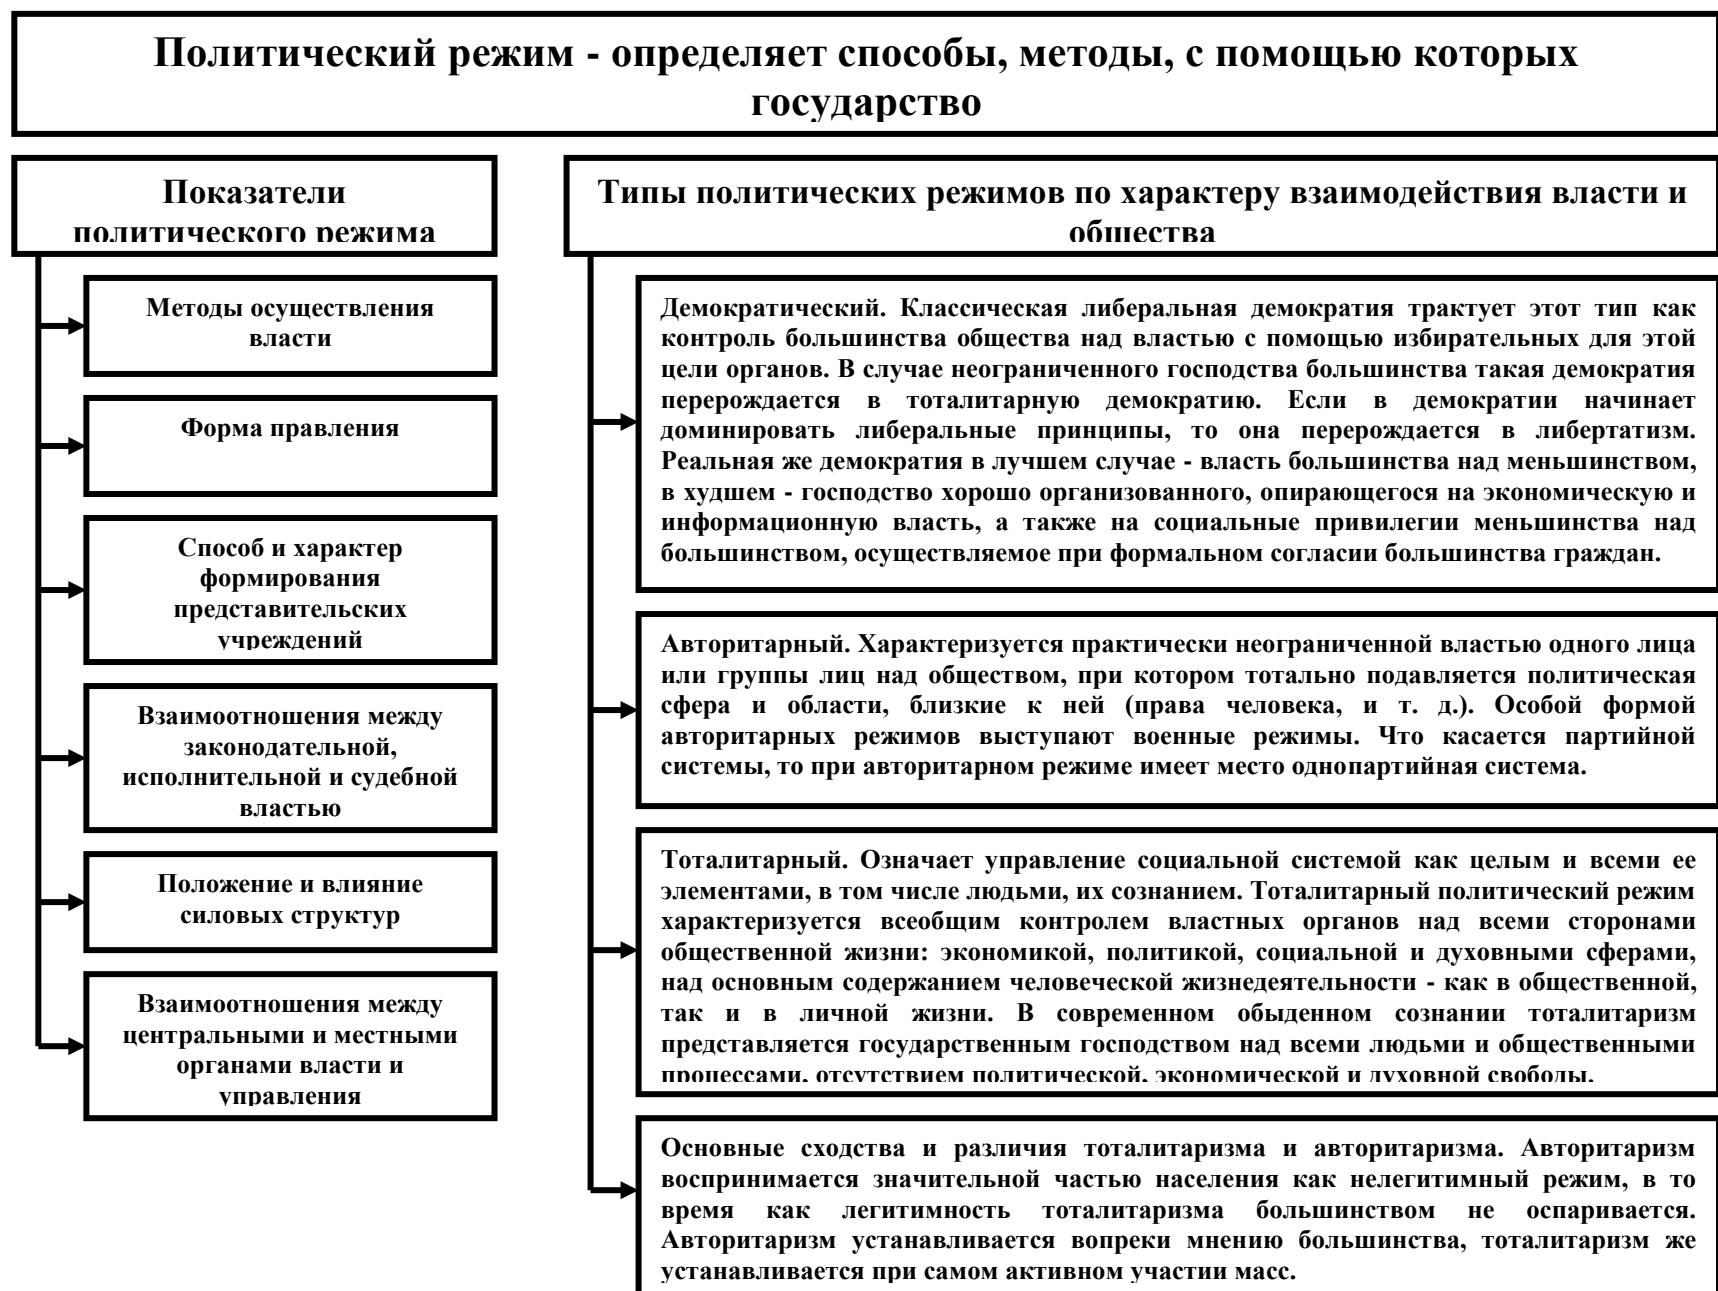 Политический режим - определяет способы, методы, с помощью которых
государство
Показатели
политического режима
Методы осуществления
власти
Форма правления
Способ и характер
формирования
представительских
учреждений
Взаимоотношения между
законодательной,
исполнительной и судебной
властью
Положение и влияние
силовых структур
Взаимоотношения между
центральными и местными
органами власти и
управления
Типы политических режимов по характеру взаимодействия власти и
общества
Демократический. Классическая либеральная демократия трактует этот тип как
контроль большинства общества над властью с помощью избирательных для этой
цели органов. В случае неограниченного господства большинства такая демократия
перерождается в тоталитарную демократию. Если в демократии начинает
доминировать либеральные принципы, то она перерождается в либертатизм.
Реальная же демократия в лучшем случае - власть большинства над меньшинством,
в худшем - господство хорошо организованного, опирающегося на экономическую и
информационную власть, а также на социальные привилегии меньшинства над
большинством, осуществляемое при формальном согласии большинства граждан.
Авторитарный. Характеризуется практически неограниченной властью одного лица
или группы лиц над обществом, при котором тотально подавляется политическая
сфера и области, близкие к ней (права человека, и т. д.). Особой формой
авторитарных режимов выступают военные режимы. Что касается партийной
системы, то при авторитарном режиме имеет место однопартийная система.
Тоталитарный. Означает управление социальной системой как целым и всеми ее
элементами, в том числе людьми, их сознанием. Тоталитарный политический режим
характеризуется всеобщим контролем властных органов над всеми сторонами
общественной жизни: экономикой, политикой, социальной и духовными сферами,
над основным содержанием человеческой жизнедеятельности - как в общественной,
так и в личной жизни. В современном обыденном сознании тоталитаризм
представляется государственным господством над всеми людьми и общественными
процессами, отсутствием политической, экономической и духовной свободы.
Основные сходства и различия тоталитаризма и авторитаризма. Авторитаризм
воспринимается значительной частью населения как нелегитимный режим, в то
время как легитимность тоталитаризма большинством не оспаривается.
Авторитаризм устанавливается вопреки мнению большинства, тоталитаризм же
устанавливается при самом активном участии масс.